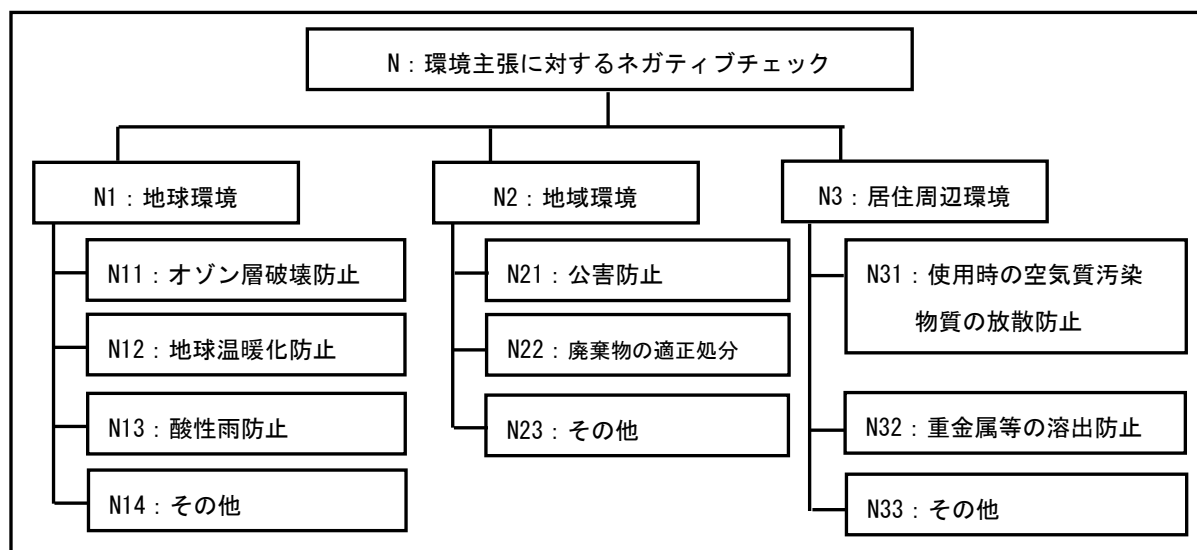 N：環境主張に対するネガティブチェック
N1：地球環境
N11：オゾン層破壊防止
N12：地球温暖化防止
N13：酸性雨防止
N14：その他
N2：地域環境
N21：公害防止
N22：廃棄物の適正処分
N23：その他
N3：居住周辺環境
N31：使用時の空気質汚染
物質の放散防止
N32：重金属等の溶出防止
N33：その他